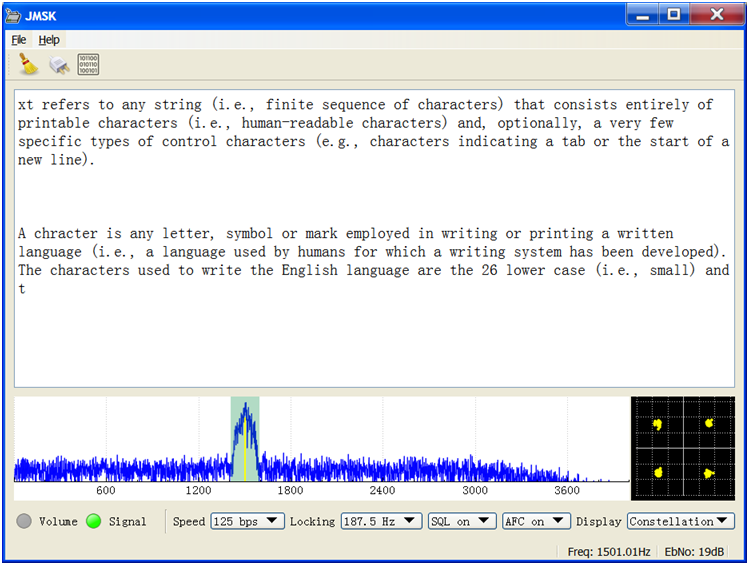 JMSK
File Help
101100
010110
100101
xt refers to any string (i.e., finite sequence of characters) that consists entirely of
printable characters (i.e., human-readable characters) and, optionally, a very few
specific types of control characters (e.g., characters indicating a tab or the start of a
new line).
A chracter is any letter, symbol or mark employed in writing or printing a written
language (i.e., a language used by humans for which a writing system has been developed).
The characters used to write the English language are the 26 lower case (i.e., small) and
t
600 1200 1800 2400 3000 3600
Volume Signal Speed 125 bps Locking 187.5 Hz SQL on AFC on Display Constellation
Freq: 1501.01Hz EbNo: 19dB